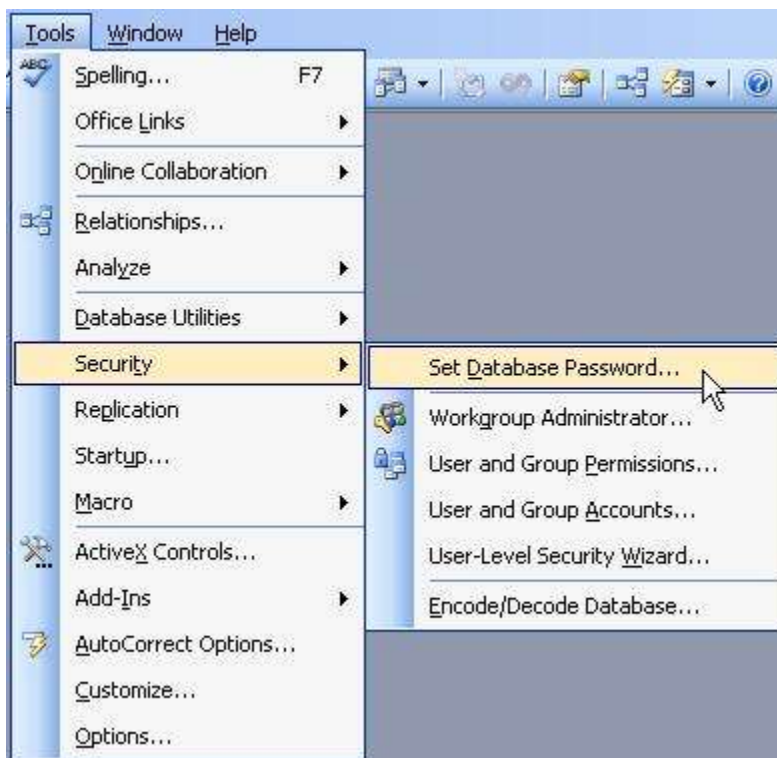 Tools Window Help
ABC
Spelling... F7
Office Links
Online Collaboration
Relationships...
Analyze
Database Utilities
Security
Replication
Startup...
Macro
ActiveX Controls...
Add-Ins
AutoCorrect Options...
Customize...
Options...
Set Database Password...
Workgroup Administrator...
User and Group Permissions...
User and Group Accounts...
User-Level Security Wizard...
Encode/Decode Database...